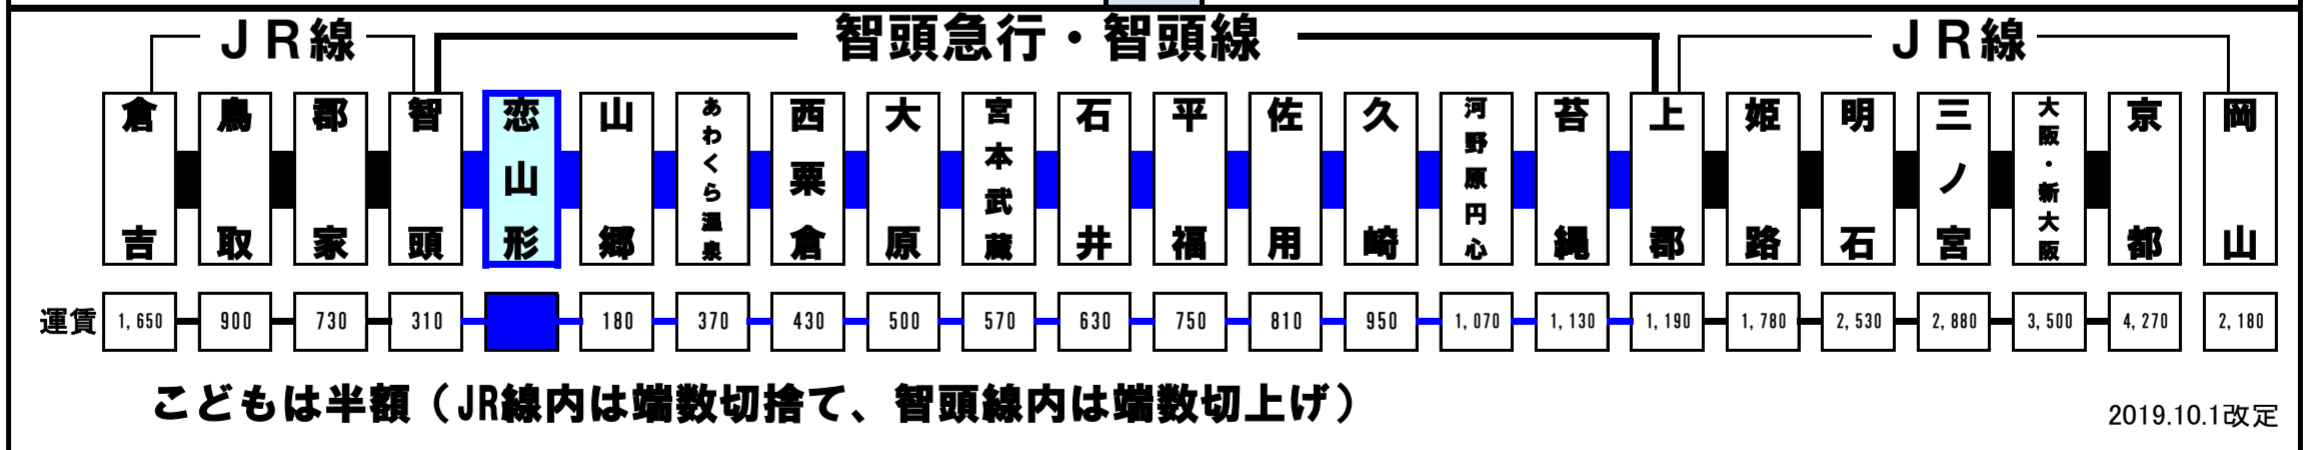 JR線 智頭急行・智頭線 JR線
倉吉 鳥取 郡家 智頭 恋山形 山郷 あわくら温泉 西粟倉 大原 宮本武蔵 石井 平福 佐用 久崎 河野原円心 苔縄 上郡 姫路 明石 三ノ宮 大阪・新大阪 京都 岡山
運賃 1,650 900 730 310 180 370 430 500 570 630 750 810 950 1,070 1,130 1,190 1,780 2,530 2,880 3,500 4,270 2,180
こどもは半額（JR線内は端数切捨て、智頭線内は端数切上げ）
2019.10.1改定